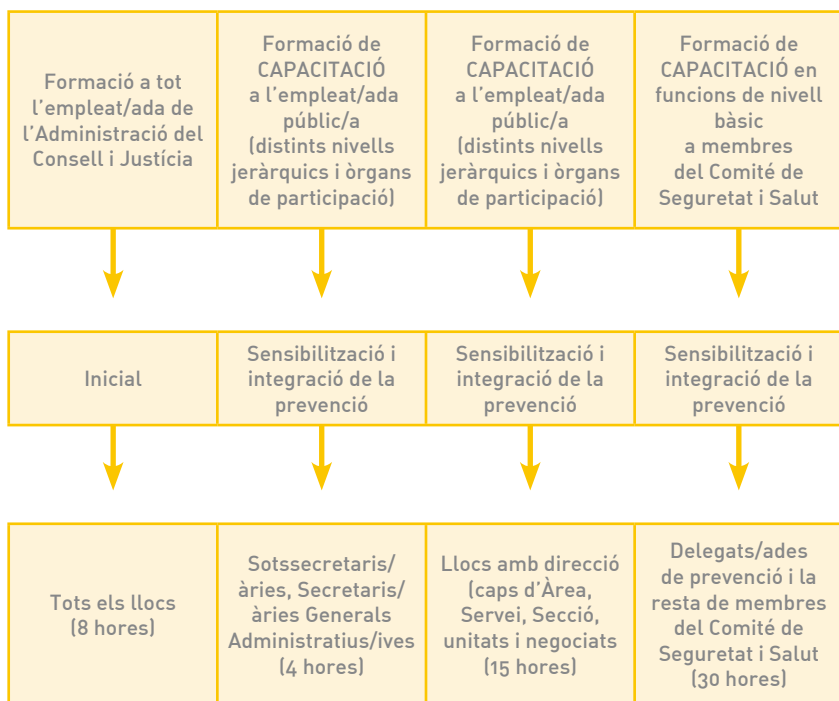 Formació a tot
l'empleat/ada de
l'Administració del
Consell i Justícia
Formació de
CAPACITACIÓ
a l'empleat/ada
públic/a
(distints nivells
jeràrquics i òrgans
de participació)
Formació de
CAPACITACIÓ
a l'empleat/ada
públic/a
(distints nivells
jeràrquics i òrgans
de participació)
Formació de
CAPACITACIÓ en
funcions de nivell
bàsic
a membres
del Comité de
Seguretat i Salut
Inicial
Sensibilització i
integració de la
prevenció
Sensibilització i
integració de la
prevenció
Sensibilització i
integració de la
prevenció
Tots els llocs
(8 hores)
Sotssecretaris/
àries, Secretaris/
àries Generals
Administratius/ives
(4 hores)
Llocs amb direcció
(caps d'Àrea,
Servei, Secció,
unitats i negociats
(15 hores)
Delegats/ades
de prevenció i la
resta de membres
del Comité de
Seguretat i Salut
(30 hores)